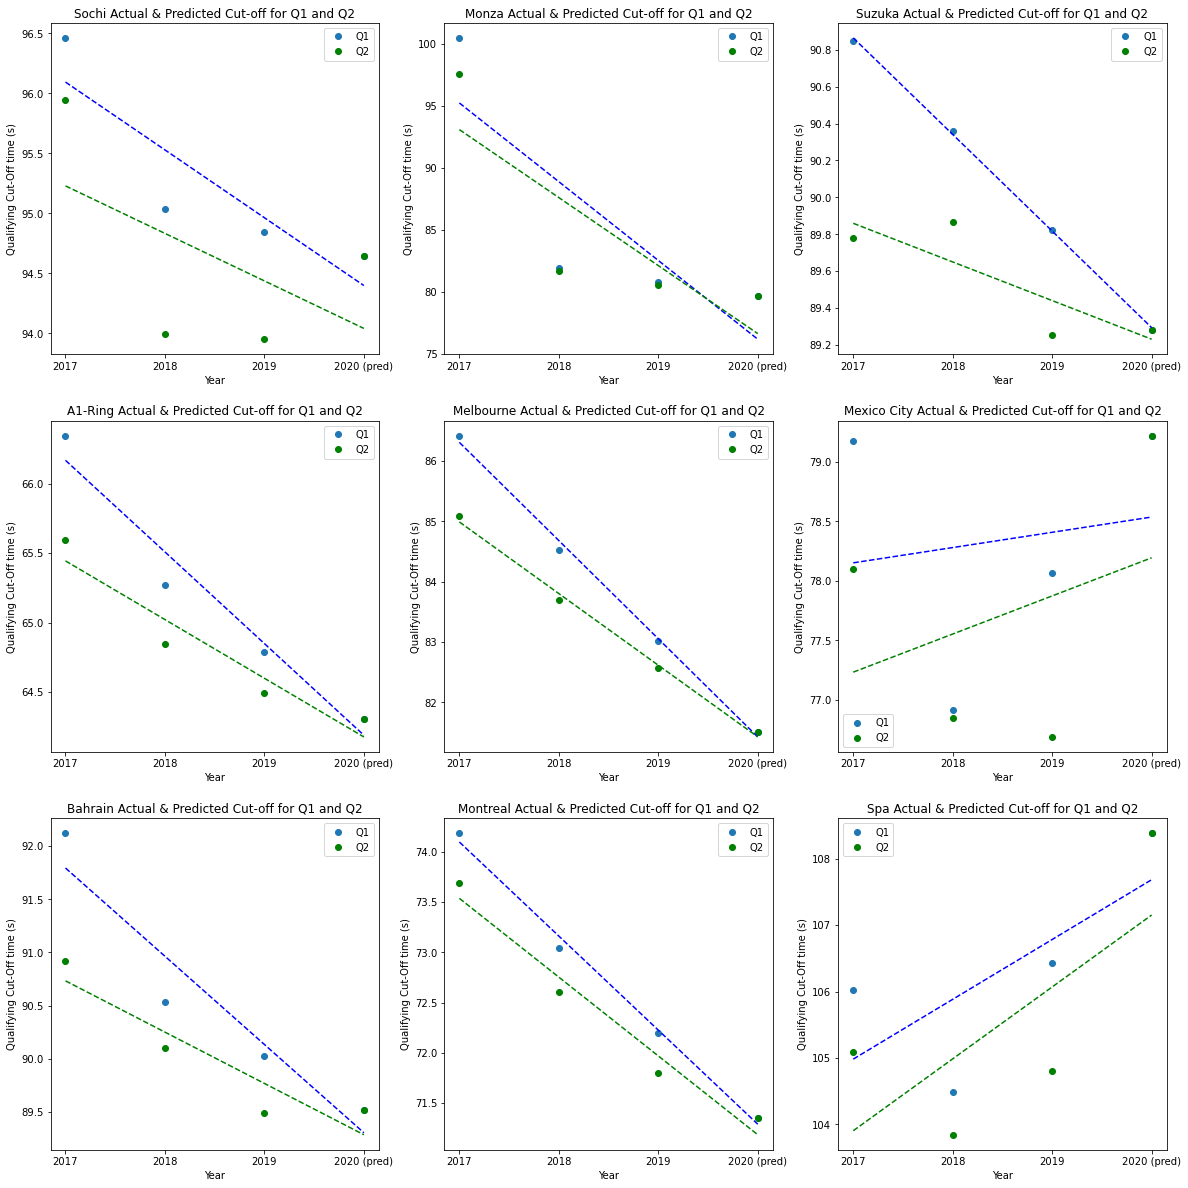 Sochi Actual & Predicted Cut-off for Q1 and Q2
96.5
96.0
95.5
95.0
94.5
94.0
Qualifying Cut-Off time (s)
Q1
Q2
2017
2018
2019
2020 (pred)
Year
Monza Actual & Predicted Cut-off for Q1 and Q2
100
95
90
85
80
75
Qualifying Cut-Off time (s)
Q1
Q2
2017
2018
2019
2020 (pred)
Year
Suzuka Actual & Predicted Cut-off for Q1 and Q2
90.8
90.6
90.4
90.2
90.0
89.8
89.6
89.4
89.2
Qualifying Cut-Off time (s)
Q1
Q2
2017
2018
2019
2020 (pred)
Year
A1-Ring Actual & Predicted Cut-off for Q1 and Q2
66.0
65.5
65.0
64.5
Qualifying Cut-Off time (s)
Q1
Q2
2017
2018
2019
2020 (pred)
Year
Melbourne Actual & Predicted Cut-off for Q1 and Q2
86
85
84
83
82
Qualifying Cut-Off time (s)
Q1
Q2
2017
2018
2019
2020 (pred)
Year
Mexico City Actual & Predicted Cut-off for Q1 and Q2
79.0
78.5
78.0
77.5
77.0
Qualifying Cut-Off time (s)
Q1
Q2
2017
2018
2019
2020 (pred)
Year
Bahrain Actual & Predicted Cut-off for Q1 and Q2
92.0
91.5
91.0
90.5
90.0
89.5
Qualifying Cut-Off time (s)
Q1
Q2
2017
2018
2019
2020 (pred)
Year
Montreal Actual & Predicted Cut-off for Q1 and Q2
74.0
73.5
73.0
72.5
72.0
71.5
Qualifying Cut-Off time (s)
Q1
Q2
2017
2018
2019
2020 (pred)
Year
Spa Actual & Predicted Cut-off for Q1 and Q2
108
107
106
105
104
Qualifying Cut-Off time (s)
Q1
Q2
2017
2018
2019
2020 (pred)
Year